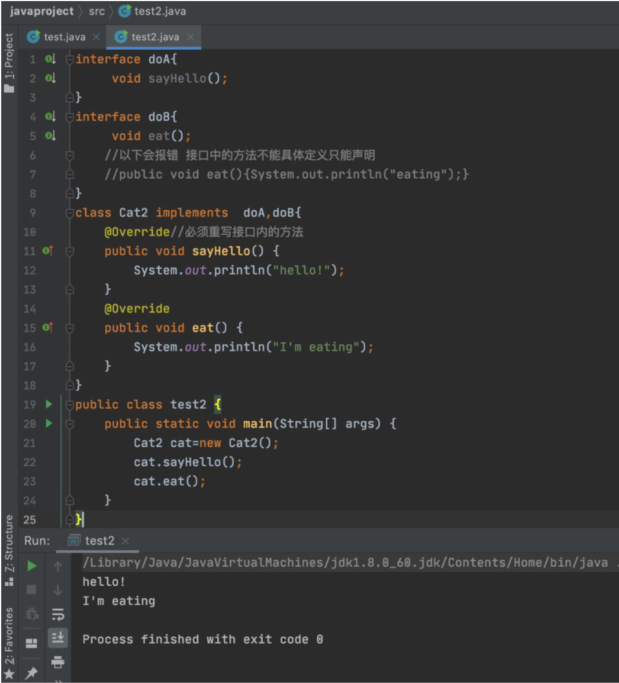 javaproject src test2.java
test.java test2.java
1: Project
1 interface doA{
2 void sayHello();
3 }
4 interface doB{
5 void eat();
6 //以下会报错 接口中的方法不能具体定义只能声明
7 //public void eat(){System.out.println("eating");}
8 }
9 class Cat2 implements  doA,doB{
10 @Override//必须重写接口内的方法
11 public void sayHello() {
12 System.out.println("hello!");
13 }
14 @Override
15 public void eat() {
16 System.out.println("I'm eating");
17 }
18 }
19 public class test2 {
20 public static void main(String[] args) {
21 Cat2 cat=new Cat2();
22 cat.sayHello();
23 cat.eat();
24 }
25 }
Z: Structure
2: Favorites
Run: test2
/Library/Java/JavaVirtualMachines/jdk1.8.0_60.jdk/Contents/Home/bin/java .
hello!
I'm eating
Process finished with exit code 0